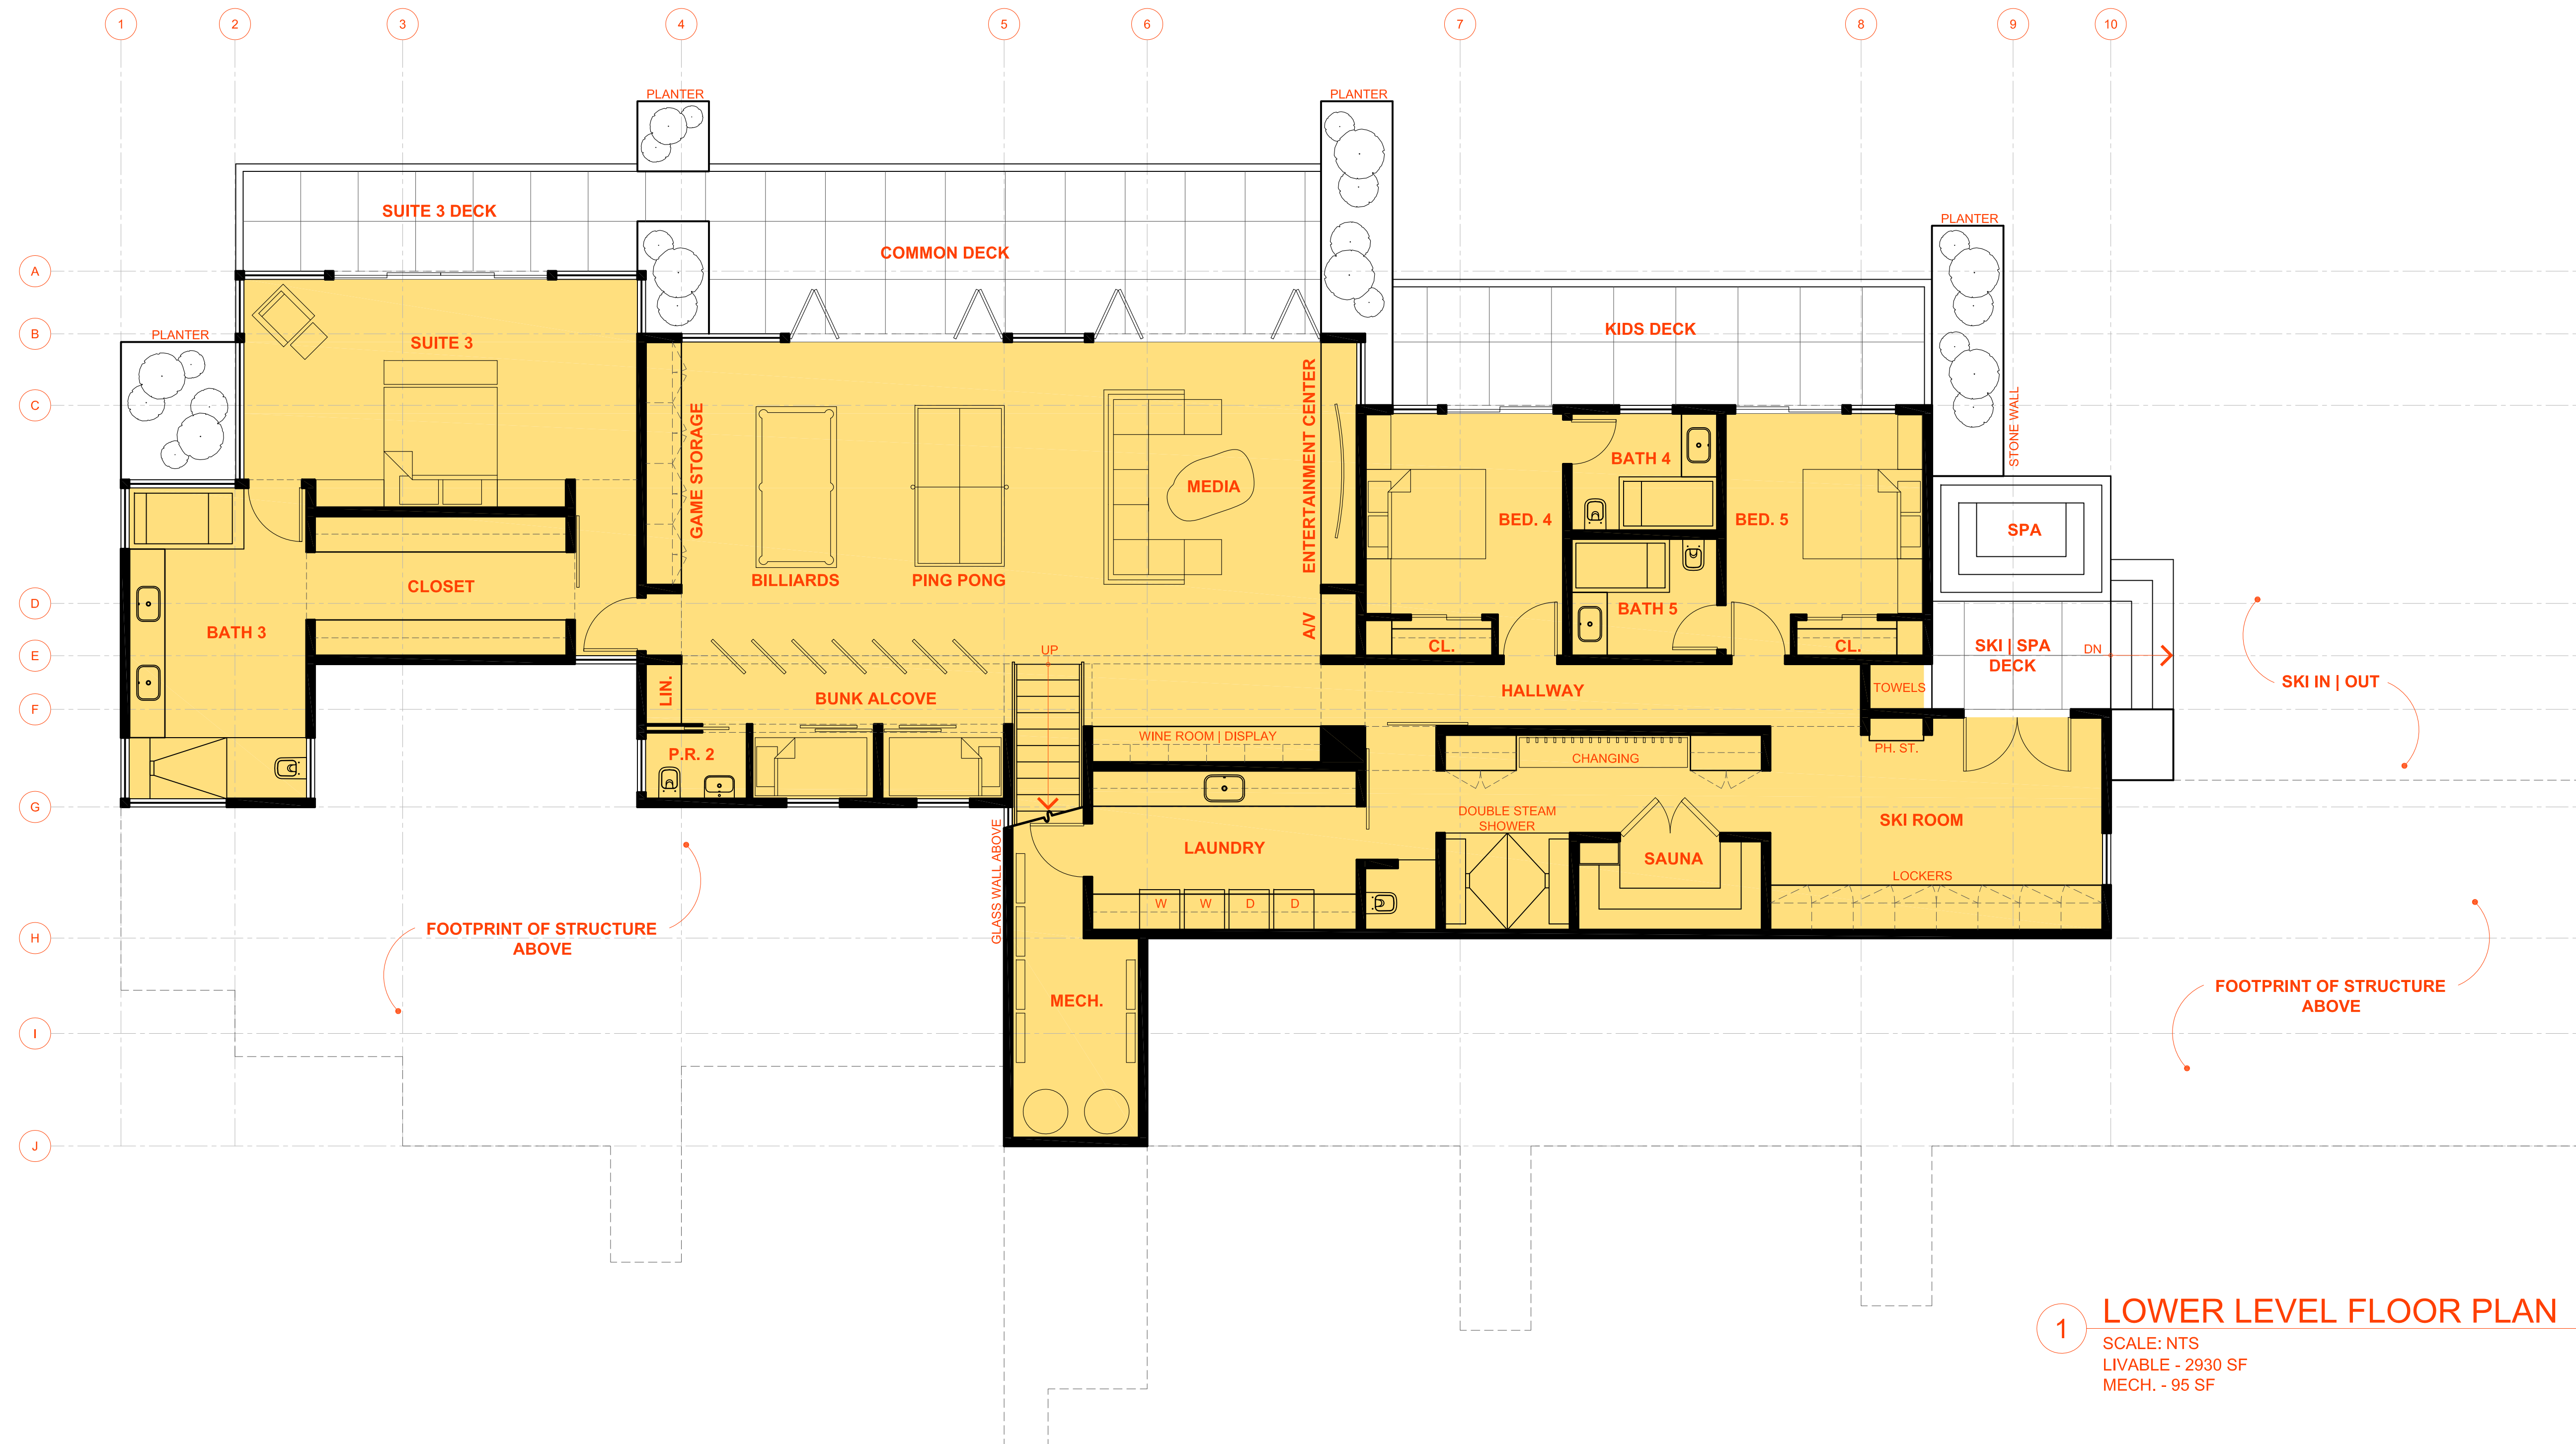 1
2
3
4
5
6
7
8
9
10
PLANTER
PLANTER
SUITE 3 DECK
PLANTER
COMMON DECK
A
KIDS DECK
B
PLANTER
SUITE 3
C
STONE WALL
GAME STORAGE
ENTERTAINMENT CENTER
BATH 4
MEDIA
BED. 4
BED. 5
SPA
BILLIARDS
PING PONG
CLOSET
D
BATH 5
A/V
BATH 3
CL.
CL.
SKI | SPA
DECK
DN
E
UP
SKI IN | OUT
LIN.
BUNK ALCOVE
HALLWAY
TOWELS
F
WINE ROOM | DISPLAY
P.R. 2
PH. ST.
CHANGING
G
DOUBLE STEAM
SHOWER
SKI ROOM
LAUNDRY
SAUNA
GLASS WALL ABOVE
LOCKERS
W
W
D
D
FOOTPRINT OF STRUCTURE
ABOVE
H
MECH.
FOOTPRINT OF STRUCTURE
ABOVE
I
J
1
LOWER LEVEL FLOOR PLAN
SCALE: NTS
LIVABLE - 2930 SF
MECH. - 95 SF